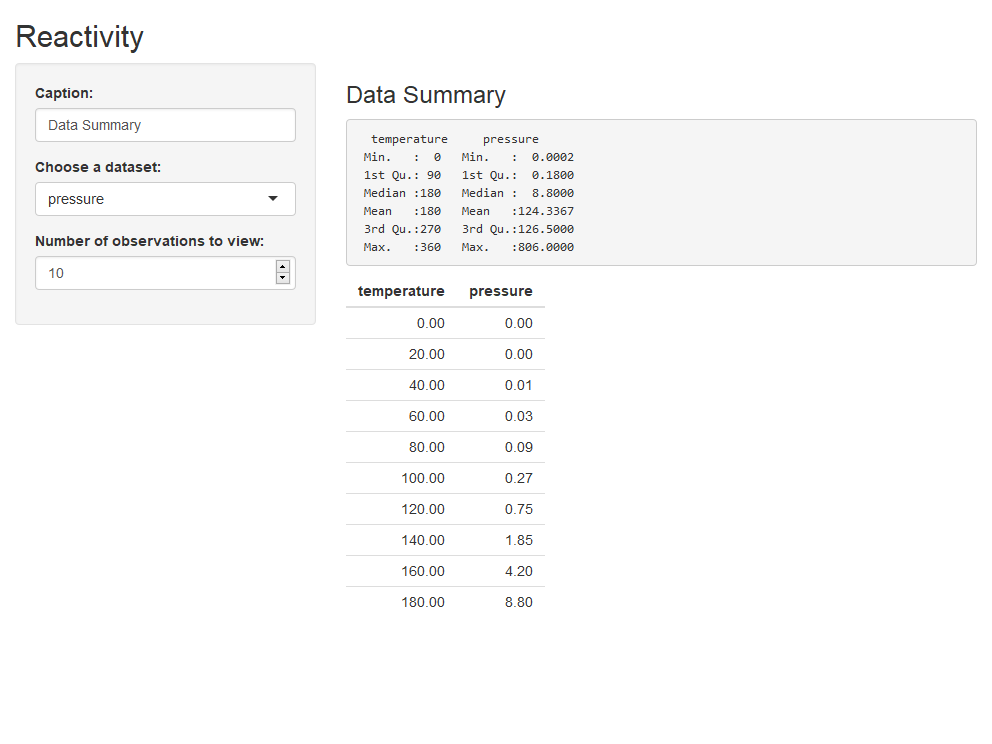 Reactivity
Caption:
Data Summary
Choose a dataset:
pressure
Number of observations to view:
10
Data Summary
temperature pressure
Min. : 0 Min. : 0.0002
1st Qu.: 90 1st Qu.: 0.1800
Median :180 Median : 8.8000
Mean :180 Mean :124.3367
3rd Qu.:270 3rd Qu.:126.5000
Max. :360 Max. :806.0000
temperature pressure
0.00 0.00
20.00 0.00
40.00 0.01
60.00 0.03
80.00 0.09
100.00 0.27
120.00 0.75
140.00 1.85
160.00 4.20
180.00 8.80